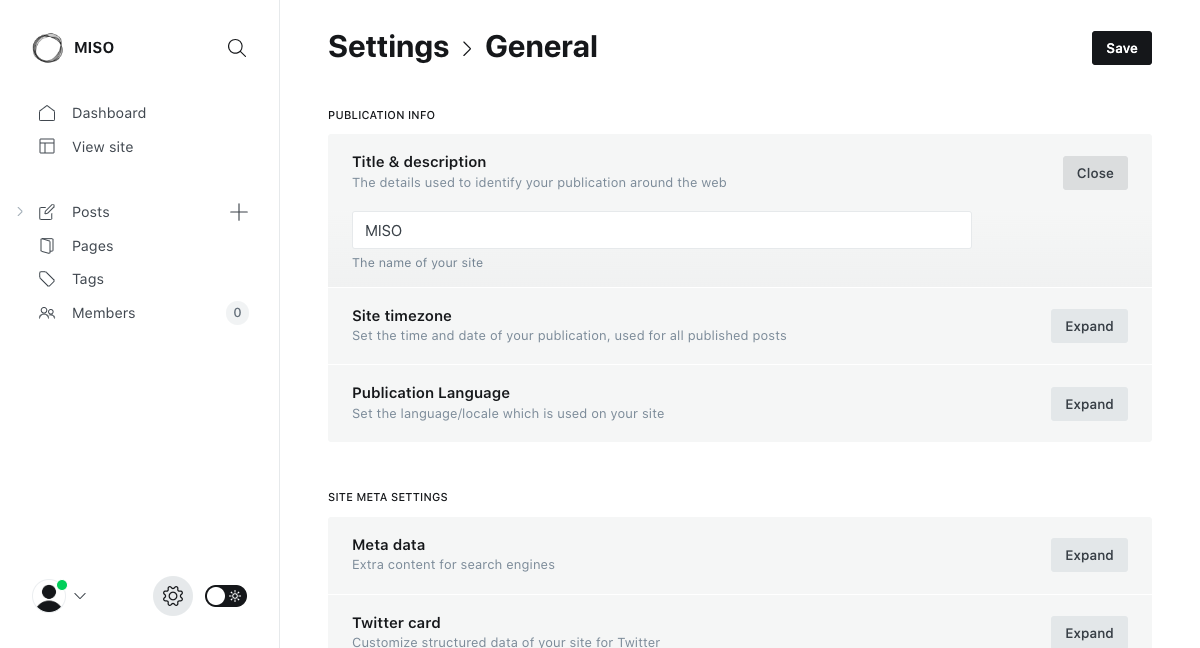 MISO
Dashboard
View site
Posts
Pages
Tags
Members 0
Settings > General
Save
PUBLICATION INFO
Title & description
The details used to identify your publication around the web
Close
MISO
The name of your site
Site timezone
Set the time and date of your publication, used for all published posts
Expand
Publication Language
Set the language/locale which is used on your site
Expand
SITE META SETTINGS
Meta data
Extra content for search engines
Expand
Twitter card
Customize structured data of your site for Twitter
Expand